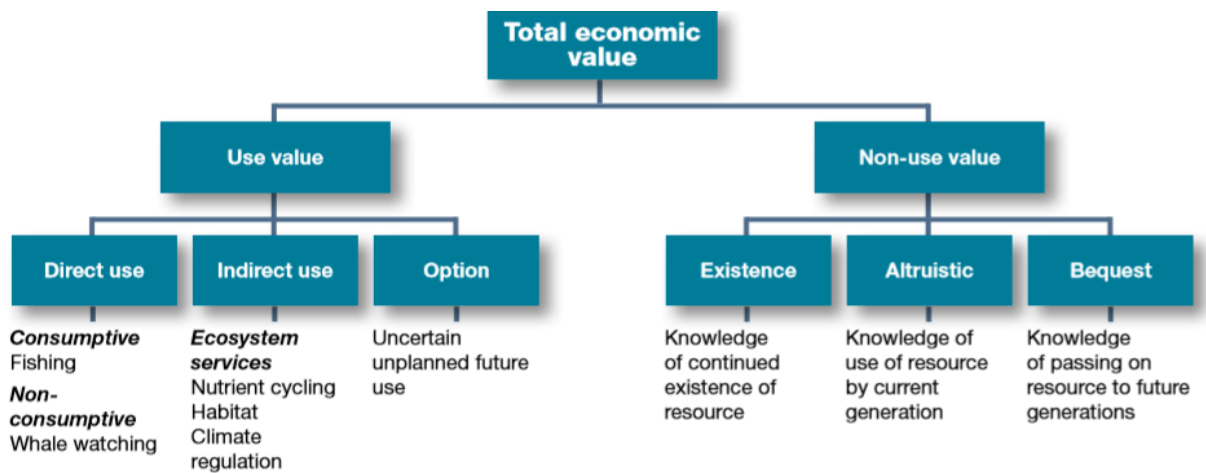 Total economic
value
Use value
Non-use value
Direct use
Indirect use
Option
Existence
Altruistic
Bequest
Consumptive
Fishing
Non-
consumptive
Whale watching
Ecosystem
services
Nutrient cycling
Habitat
Climate
regulation
Uncertain
unplanned future
use
Knowledge
of continued
existence of
resource
Knowledge of
use of resource
by current
generation
Knowledge
of passing on
resource to future
generations